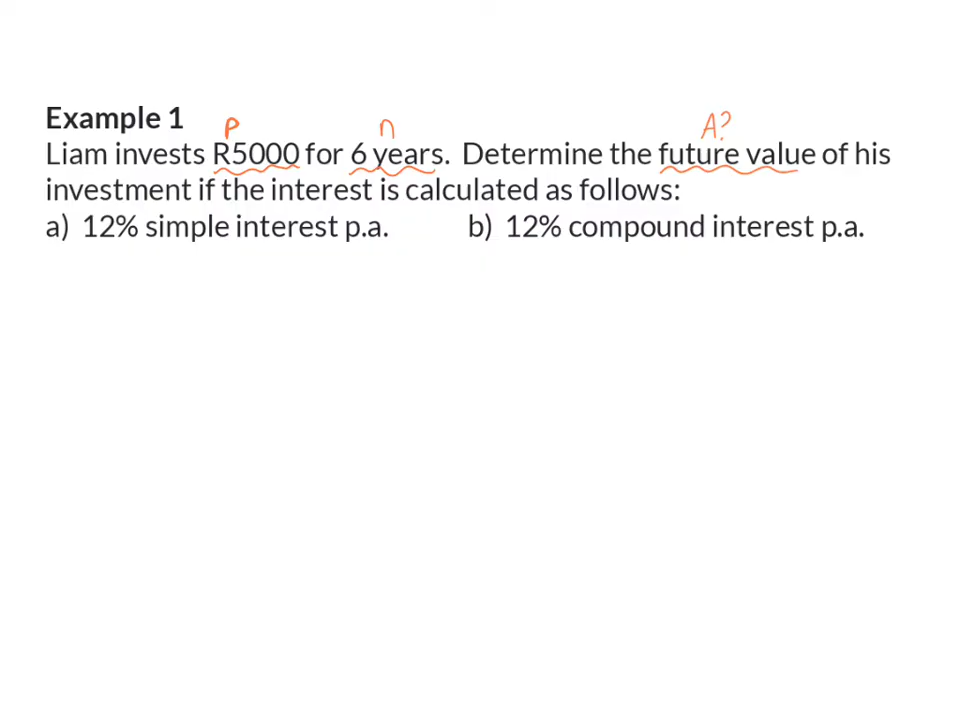 Example 1
P n A?
Liam invests R5000 for 6 years. Determine the future value of his
investment if the interest is calculated as follows:
a) 12% simple interest p.a. b) 12% compound interest p.a.